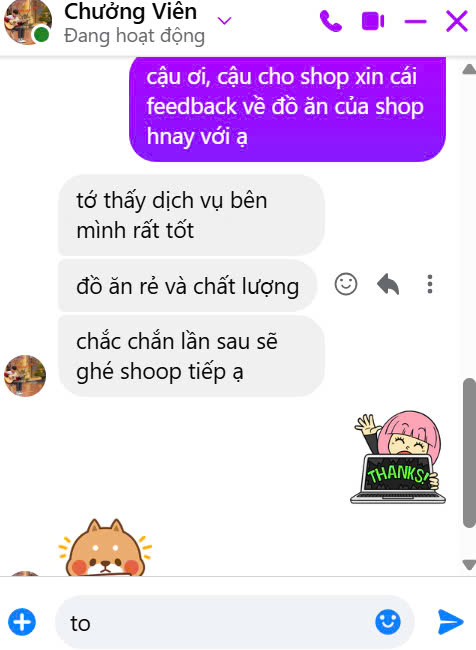 Chưởng Viên
Đang hoạt động
cậu ơi, cậu cho shop xin cái
feedback về đồ ăn của shop
hnay với ạ
tớ thấy dịch vụ bên
mình rất tốt
đồ ăn rẻ và chất lượng
chắc chắn lần sau sẽ
ghé shoop tiếp ạ
THANKS!
to